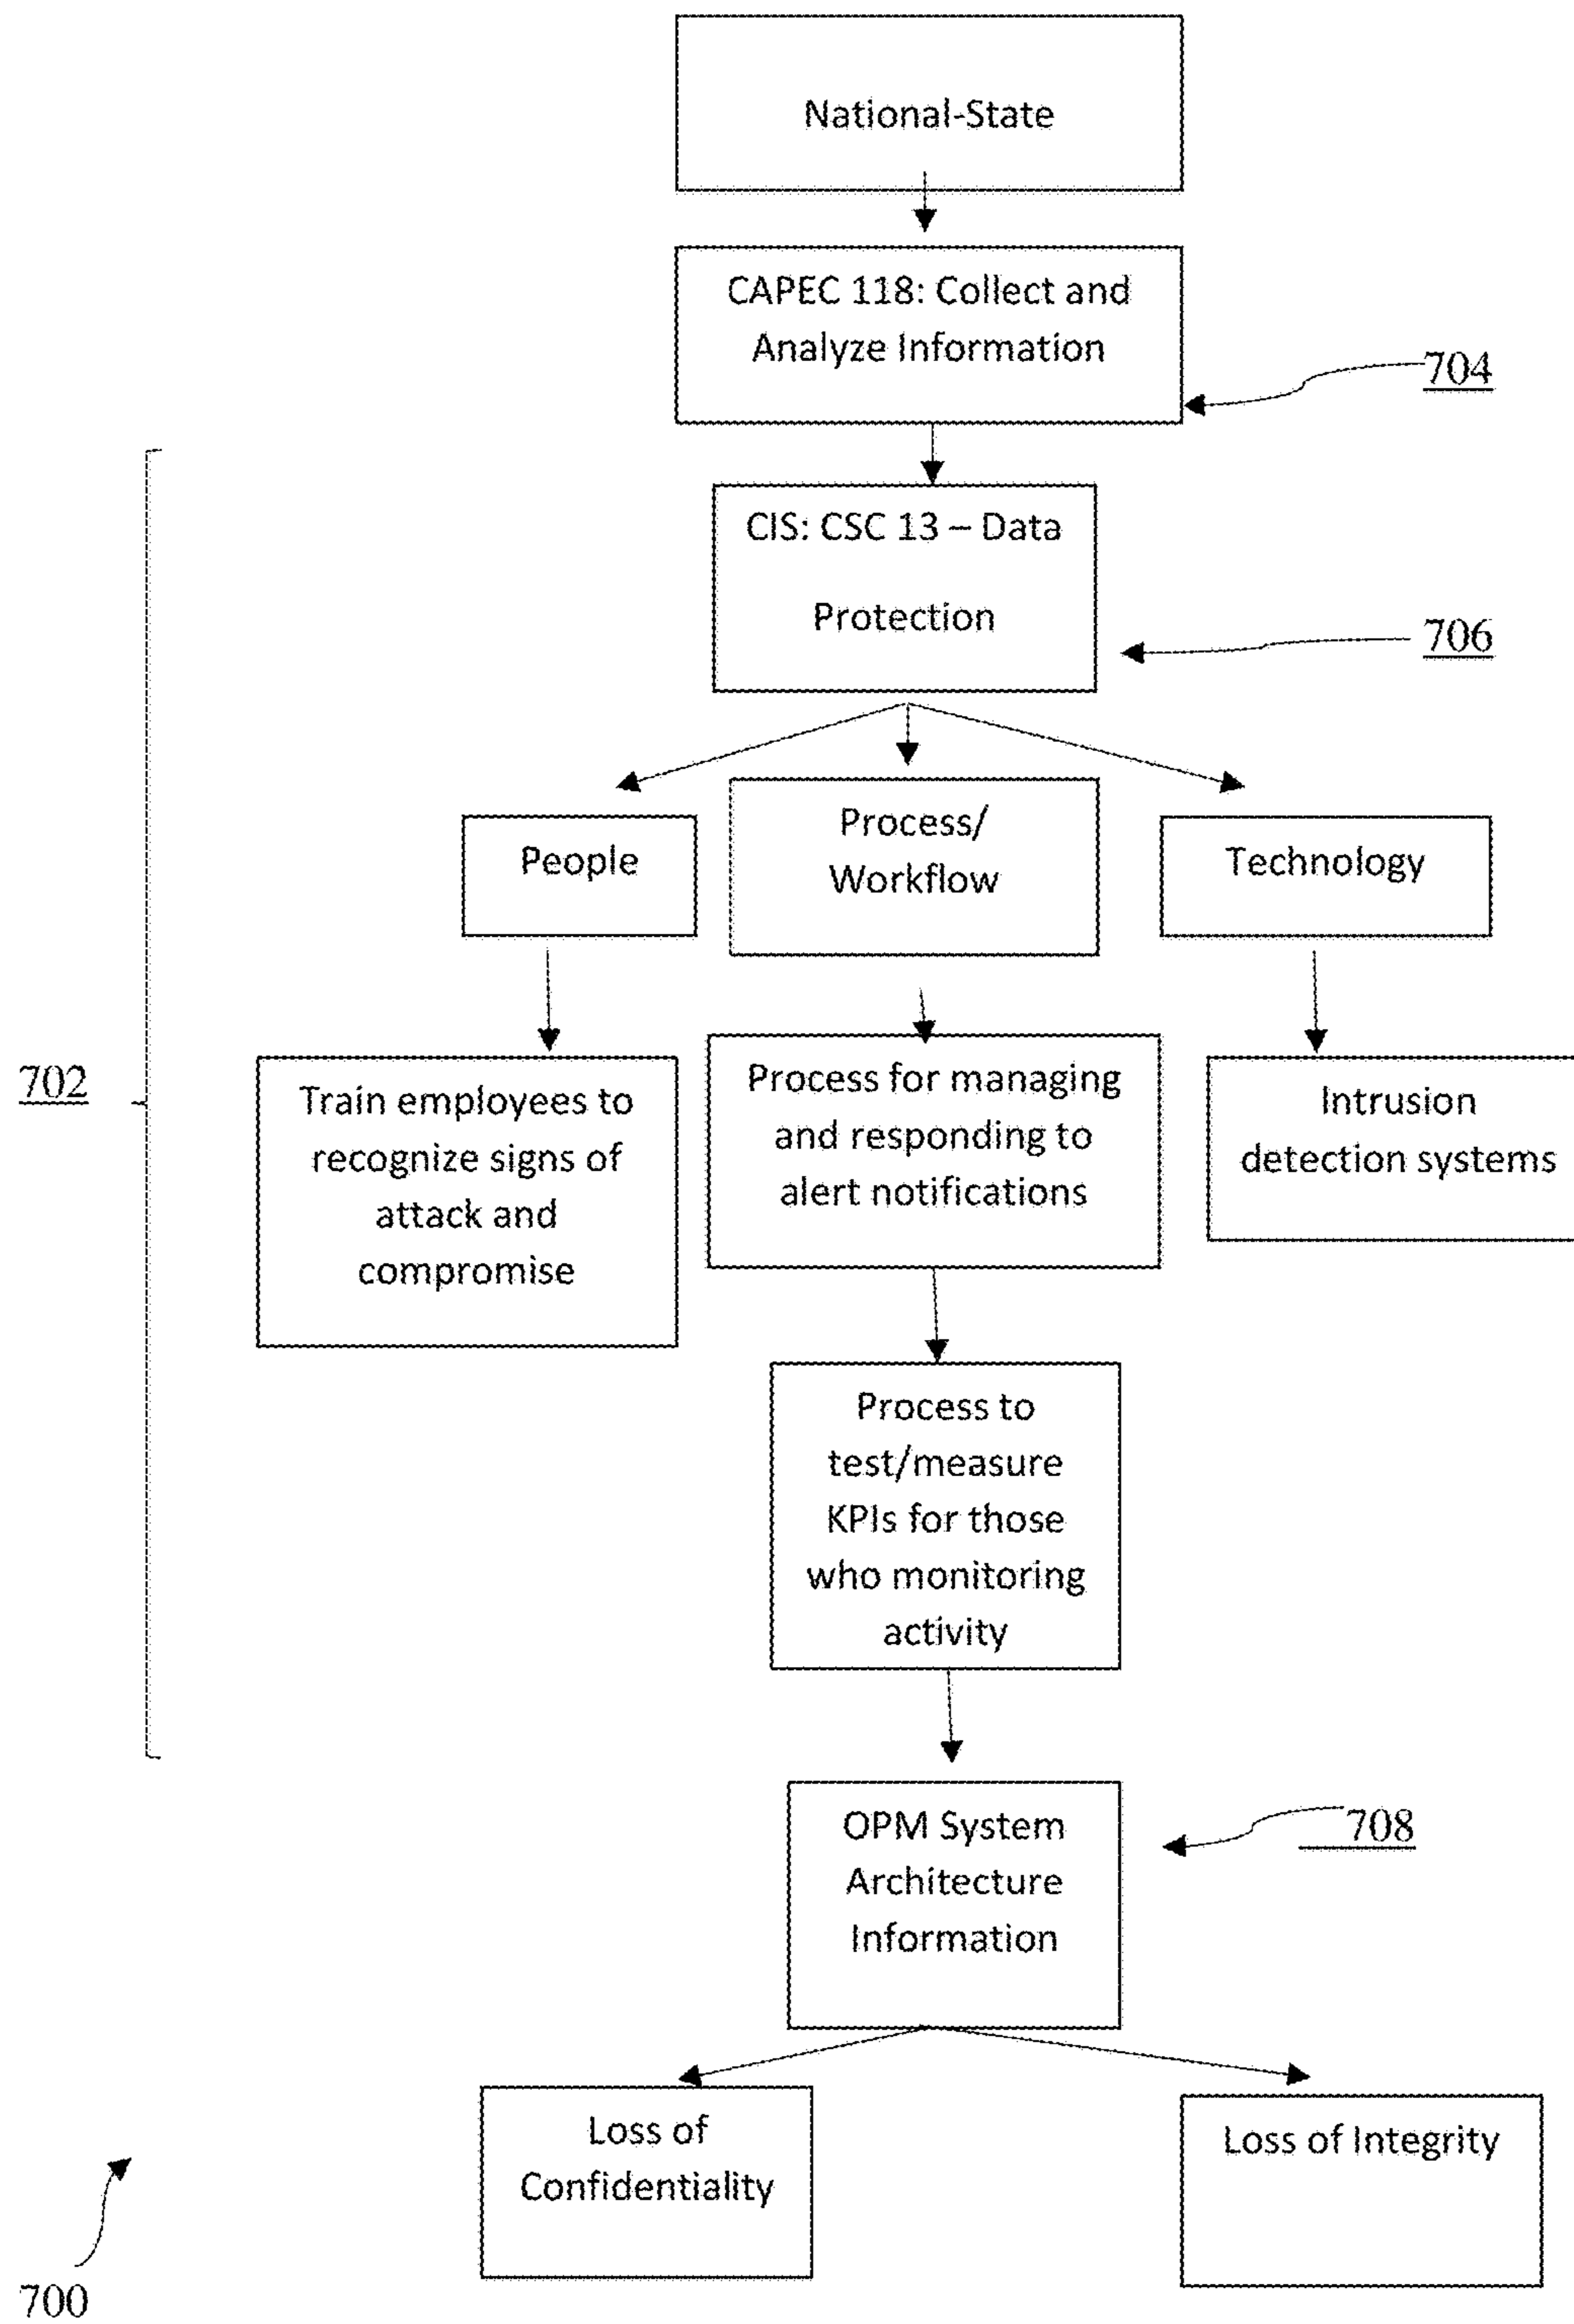 National-State
CAPEC 118: Collect and
Analyze Information
704
CIS: CSC 13 – Data
Protection
706
People
Process/
Workflow
Technology
702
Train employees to
recognize signs of
attack and
compromise
Process for managing
and responding to
alert notifications
Intrusion
detection systems
Process to
test/measure
KPIs for those
who monitoring
activity
OPM System
Architecture
Information
708
Loss of
Confidentiality
Loss of Integrity
700